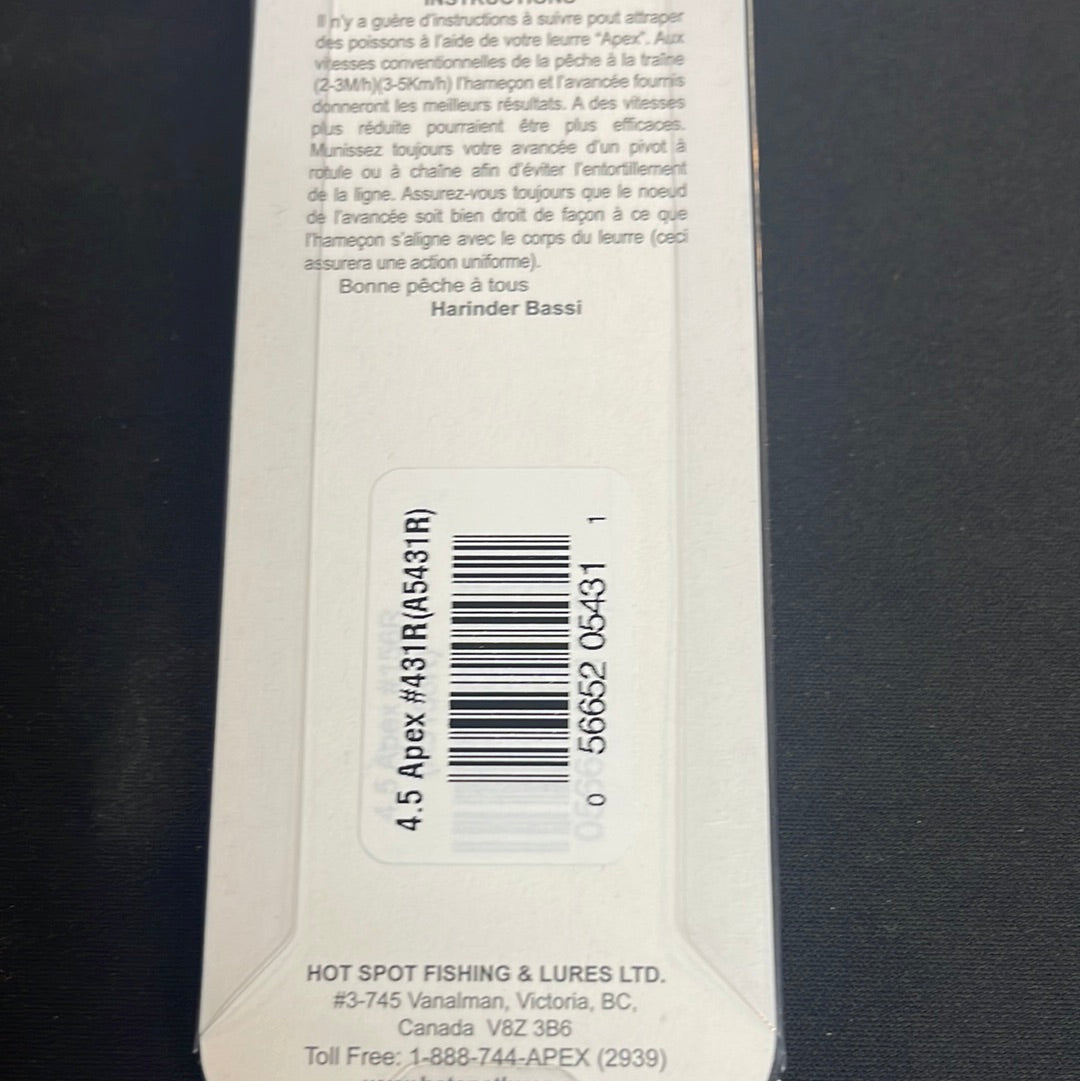 INSTRUCTIONS
Il n'y a guère d'instructions à suivre pout attraper
des poissons à l'aide de votre leurre "Apex". Aux
vitesses conventionnelles de la pêche à la traîne
(2-3M/h)(3-5Km/h) l'hameçon et l'avancée fournis
donneront les meilleurs résultats. A des vitesses
plus réduite pourraient être plus efficaces.
Munissez toujours votre avancée d'un pivot à
rotule ou à chaîne afin d'éviter l'entortillement
de la ligne. Assurez-vous toujours que le noeud
de l'avancée soit bien droit de façon à ce que
l'hameçon s'aligne avec le corps du leurre (ceci
assurera une action uniforme).
Bonne pêche à tous
Harinder Bassi
4.5 Apex #431R(A5431R)
0 56652 05431 1
HOT SPOT FISHING & LURES LTD.
#3-745 Vanalman, Victoria, BC,
Canada V8Z 3B6
Toll Free: 1-888-744-APEX (2939)